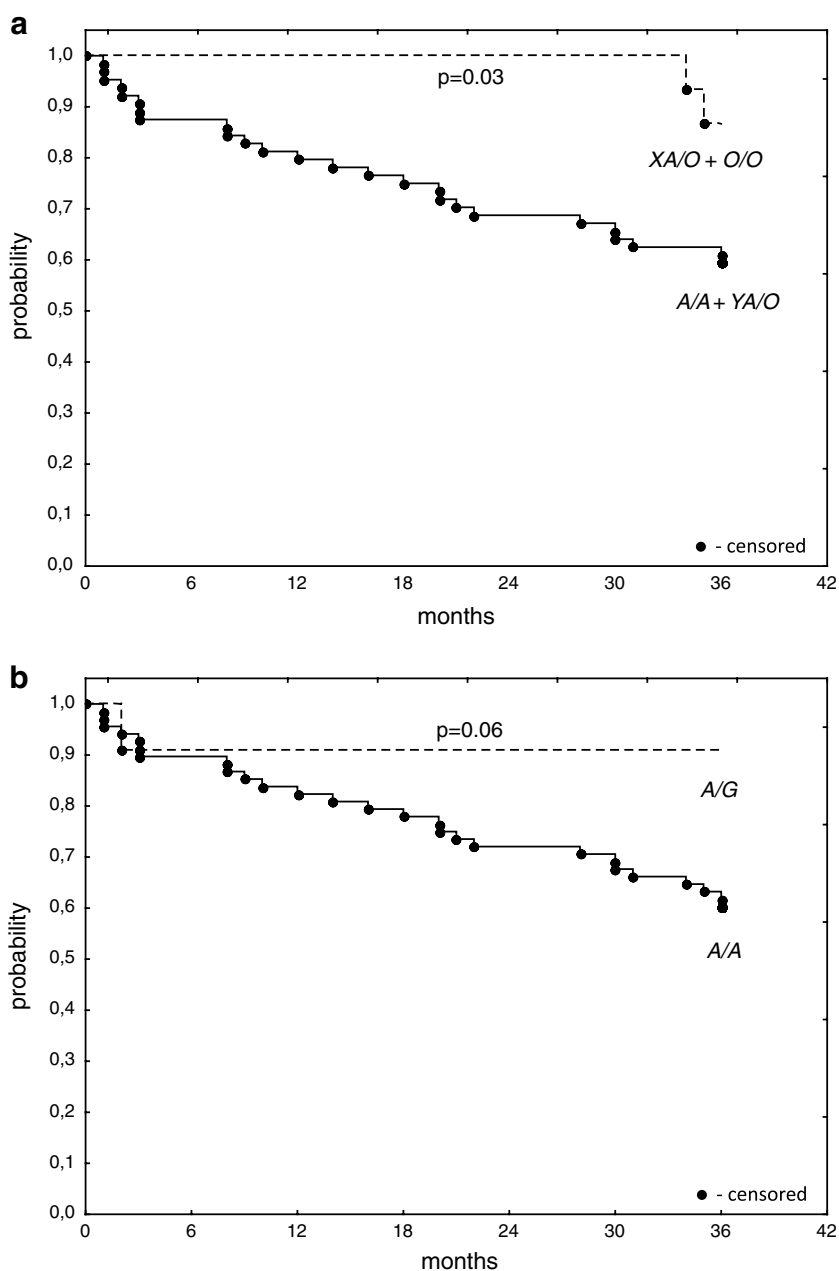 a
1,0
p=0.03
0,9
XA/O + O/O
0,8
0,7
0,6
A/A + YA/O
0,5
0,4
0,3
0,2
0,1
- censored
0,0
0 6 12 18 24 30 36 42
months
probability
b
1,0
p=0.06
0,9
A/G
0,8
0,7
0,6
A/A
0,5
0,4
0,3
0,2
0,1
- censored
0,0
0 6 12 18 24 30 36 42
months
probability